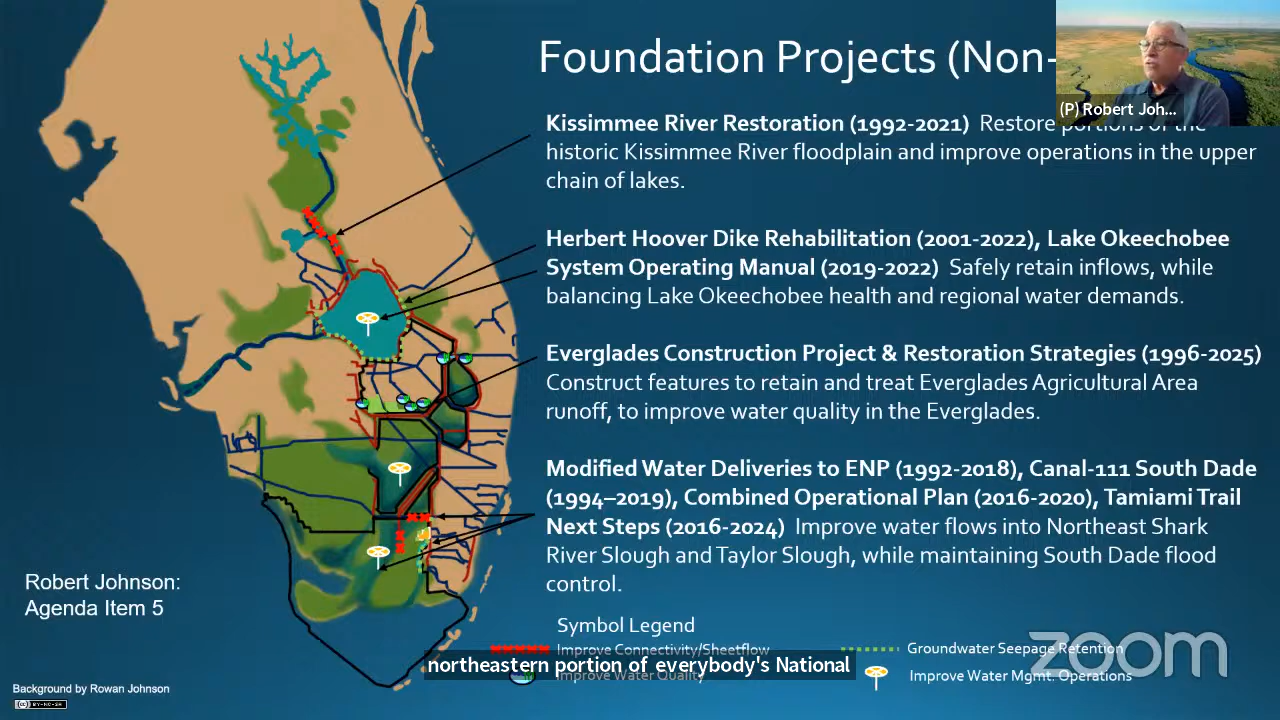 Foundation Projects (Non-
(P) Robert Joh...
Kissimmee River Restoration (1992-2021) Restore portions of the
historic Kissimmee River floodplain and improve operations in the upper
chain of lakes.
Herbert Hoover Dike Rehabilitation (2001-2022), Lake Okeechobee
System Operating Manual (2019-2022) Safely retain inflows, while
balancing Lake Okeechobee health and regional water demands.
Everglades Construction Project & Restoration Strategies (1996-2025)
Construct features to retain and treat Everglades Agricultural Area
runoff, to improve water quality in the Everglades.
Modified Water Deliveries to ENP (1992-2018), Canal-111 South Dade
(1994–2019), Combined Operational Plan (2016-2020), Tamiami Trail
Next Steps (2016-2024) Improve water flows into Northeast Shark
River Slough and Taylor Slough, while maintaining South Dade flood
control.
Robert Johnson:
Agenda Item 5
Symbol Legend
Improve Connectivity/Sheetflow
Groundwater Seepage Retention
Improve Water Quality
Improve Water Mgmt. Operations
northeastern portion of everybody's National
zoom
Background by Rowan Johnson
CC BY-NC-SA